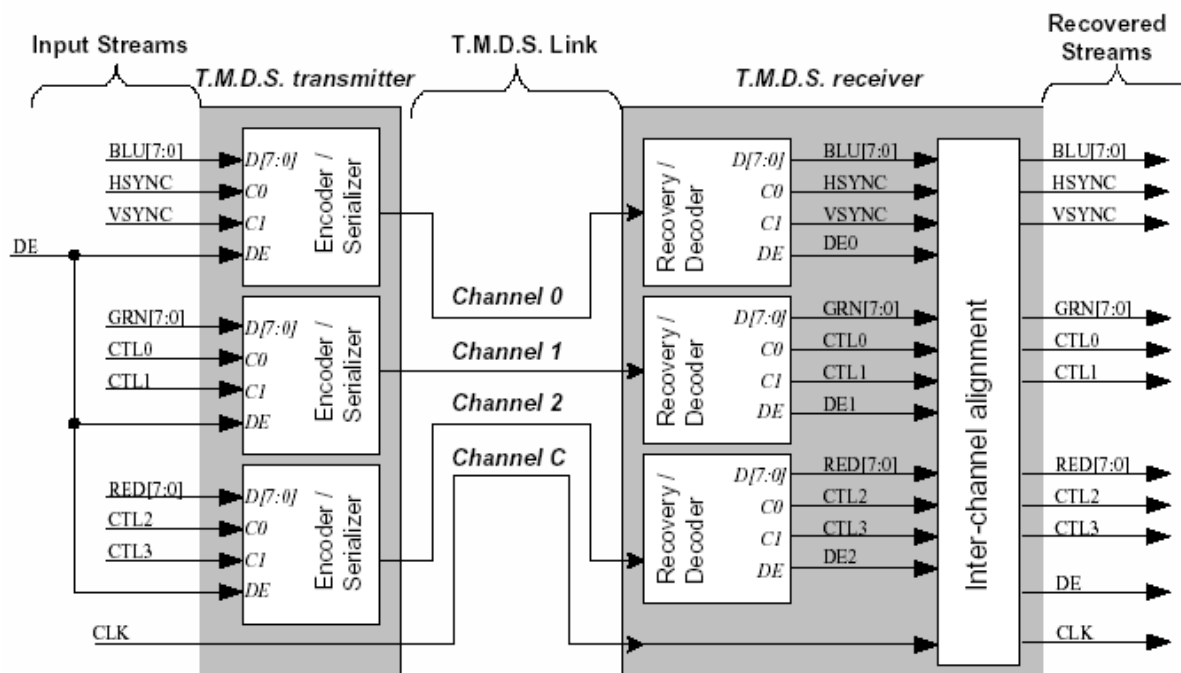 Input Streams
T.M.D.S. Link
Recovered
Streams
T.M.D.S. transmitter
T.M.D.S. receiver
BLU[7:0]
HSYNC
VSYNC
DE
D[7:0]
C0
C1
DE
Encoder /
Serializer
GRN[7:0]
CTL0
CTL1
D[7:0]
C0
C1
DE
Encoder /
Serializer
RED[7:0]
CTL2
CTL3
D[7:0]
C0
C1
DE
Encoder /
Serializer
CLK
Channel 0
Channel 1
Channel 2
Channel C
Recovery /
Decoder
D[7:0]
C0
C1
DE
BLU[7:0]
HSYNC
VSYNC
DE0
Recovery /
Decoder
D[7:0]
C0
C1
DE
GRN[7:0]
CTL0
CTL1
DE1
Recovery /
Decoder
D[7:0]
C0
C1
DE
RED[7:0]
CTL2
CTL3
DE2
Inter-channel alignment
BLU[7:0]
HSYNC
VSYNC
GRN[7:0]
CTL0
CTL1
RED[7:0]
CTL2
CTL3
DE
CLK